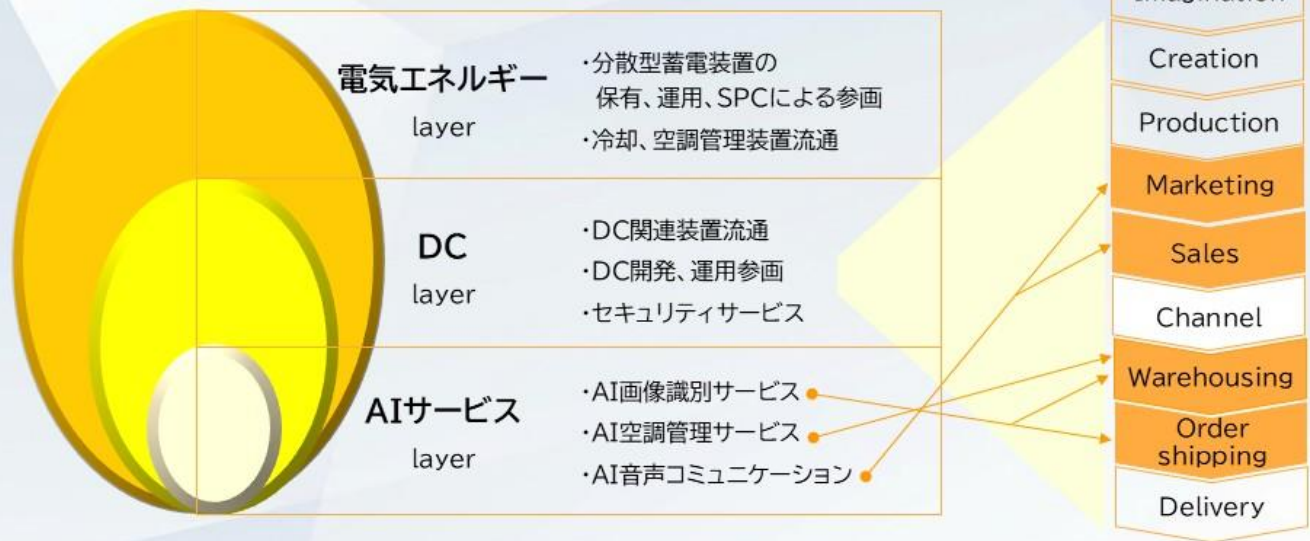 電気エネルギー
layer
・分散型蓄電装置の
保有、運用、SPCによる参画
・冷却、空調管理装置流通
DC
layer
・DC関連装置流通
・DC開発、運用参画
・セキュリティサービス
AIサービス
layer
・AI画像識別サービス
・AI空調管理サービス
・AI音声コミュニケーション
Creation
Production
Marketing
Sales
Channel
Warehousing
Order
shipping
Delivery